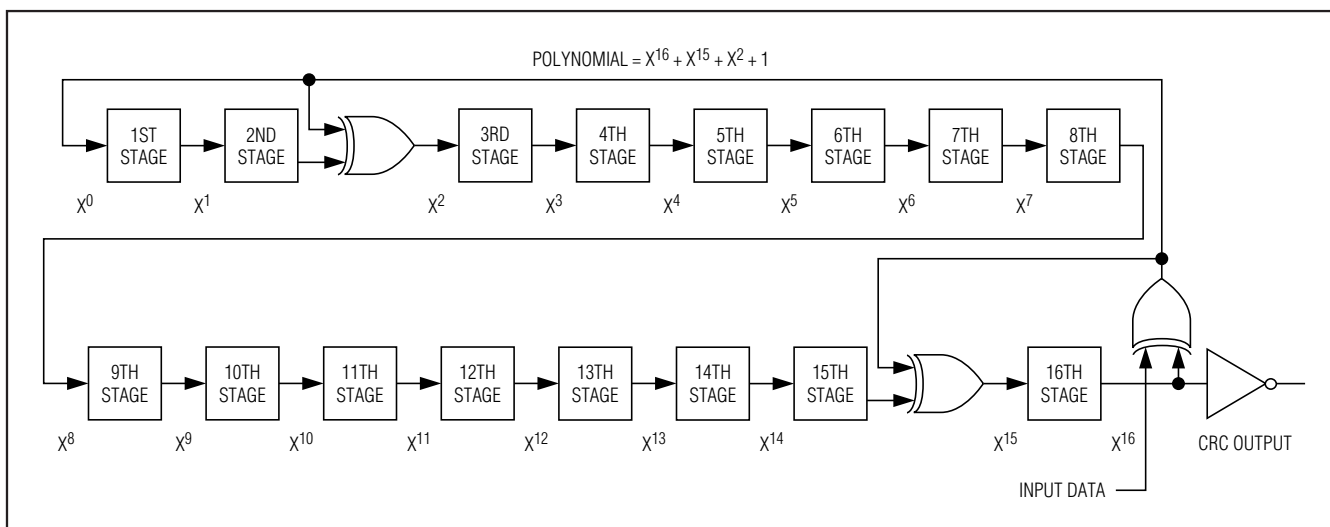 POLYNOMIAL = X¹⁶ + X¹⁵ + X² + 1
1ST STAGE
2ND STAGE
3RD STAGE
4TH STAGE
5TH STAGE
6TH STAGE
7TH STAGE
8TH STAGE
X⁰
X¹
X²
X³
X⁴
X⁵
X⁶
X⁷
9TH STAGE
10TH STAGE
11TH STAGE
12TH STAGE
13TH STAGE
14TH STAGE
15TH STAGE
16TH STAGE
X⁸
X⁹
X¹⁰
X¹¹
X¹²
X¹³
X¹⁴
X¹⁵
X¹⁶
CRC OUTPUT
INPUT DATA